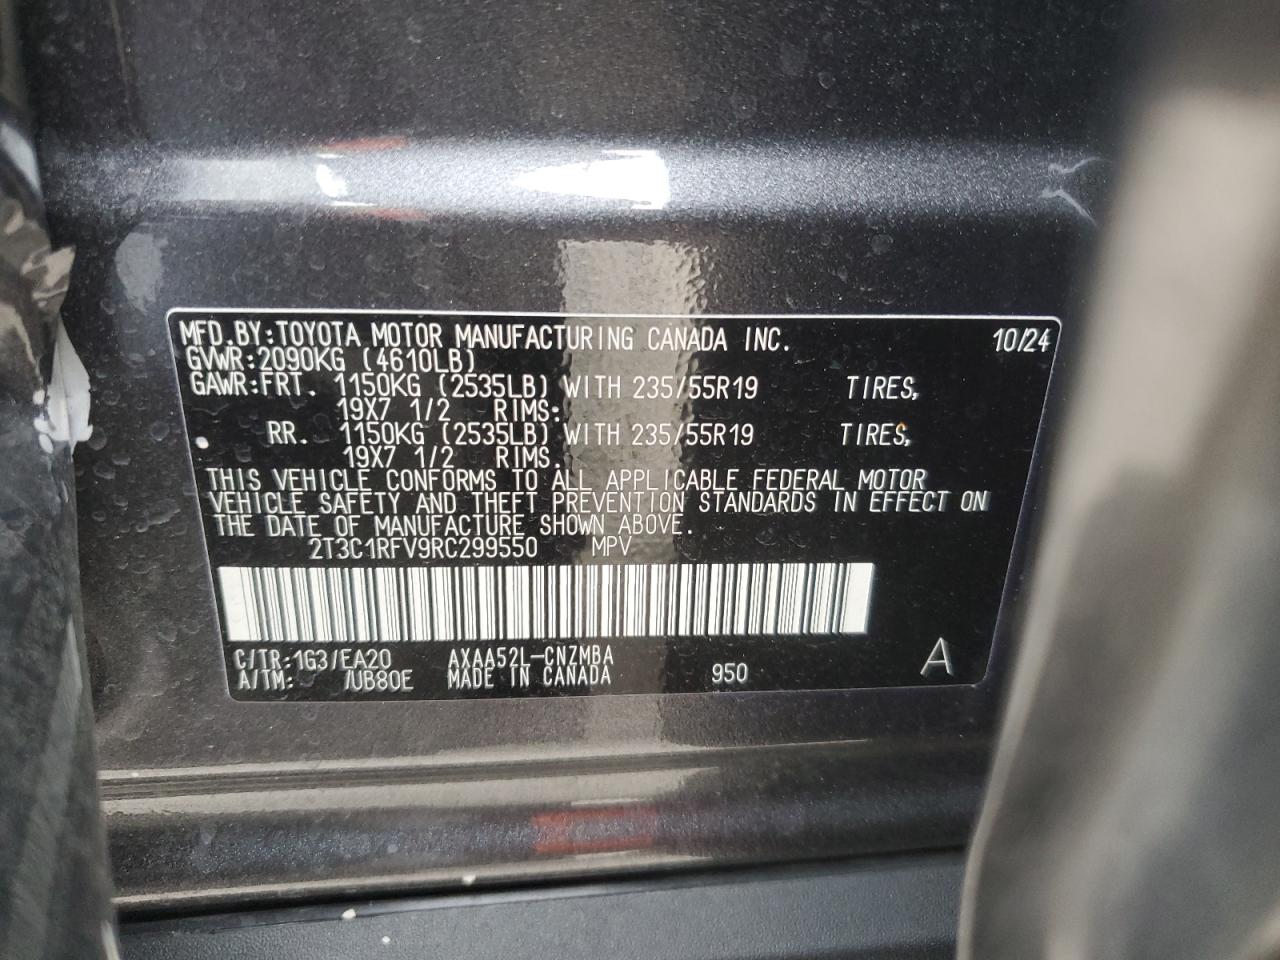 MFD.BY:TOYOTA MOTOR MANUFACTURING CANADA INC. 10/24
GVWR:2090KG (4610LB)
GAWR:FRT. 1150KG (2535LB) WITH 235/55R19 TIRES,
19X7 1/2 RIMS:
RR. 1150KG (2535LB) WITH 235/55R19 TIRES,
19X7 1/2 RIMS.
THIS VEHICLE CONFORMS TO ALL APPLICABLE FEDERAL MOTOR
VEHICLE SAFETY AND THEFT PREVENTION STANDARDS IN EFFECT ON
THE DATE OF MANUFACTURE SHOWN ABOVE.
2T3C1RFV9RC299550 MPV
C/TR:1G3/EA20 AXAA52L-CNZMBA
A/TM: /UB80E MADE IN CANADA 950 A